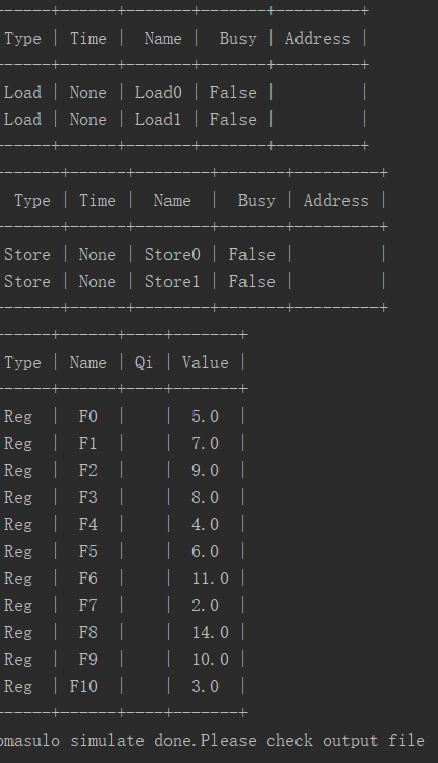 ------+------+-------+-------+---------+
Type | Time | Name | Busy | Address |
------+------+-------+-------+---------+
Load | None | Load0 | False | |
Load | None | Load1 | False | |
------+------+-------+-------+---------+
-------+------+--------+-------+---------+
Type | Time | Name | Busy | Address |
-------+------+--------+-------+---------+
Store | None | Store0 | False | |
Store | None | Store1 | False | |
-------+------+--------+-------+---------+
------+------+----+-------+
Type | Name | Qi | Value |
------+------+----+-------+
Reg | F0 | | 5.0 |
Reg | F1 | | 7.0 |
Reg | F2 | | 9.0 |
Reg | F3 | | 8.0 |
Reg | F4 | | 4.0 |
Reg | F5 | | 6.0 |
Reg | F6 | | 11.0 |
Reg | F7 | | 2.0 |
Reg | F8 | | 14.0 |
Reg | F9 | | 10.0 |
Reg | F10 | | 3.0 |
------+------+----+-------+
omasulo simulate done.Please check output file